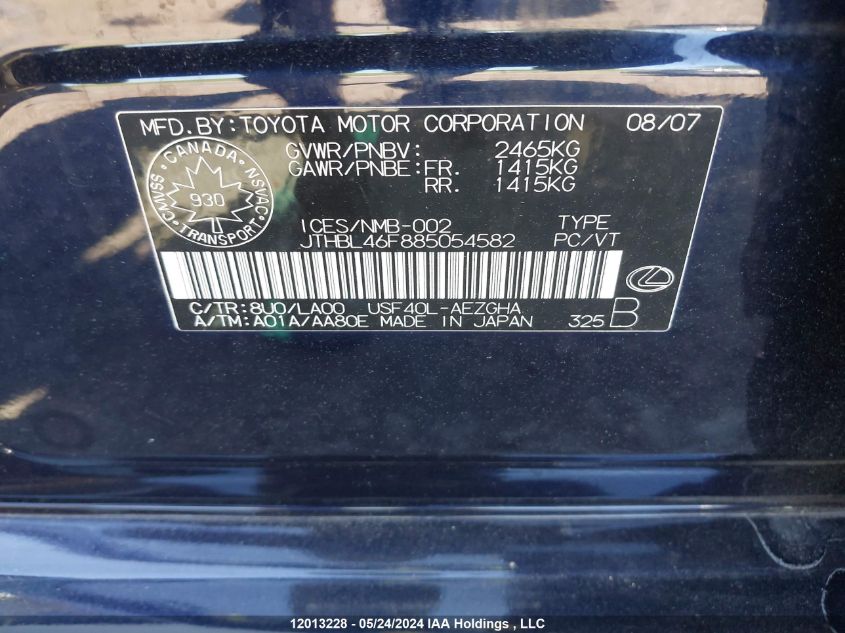 MFD.BY:TOYOTA MOTOR CORPORATION 08/07
GVWR/PNBV: 2465KG
GAWR/PNBE:FR. 1415KG
RR. 1415KG
CANADA
CMVSS NSVAC
930
TRANSPORT
ICES/NMB-002 TYPE
JTHBL46F885054582 PC/VT
C/TR:8U0/LA00 USF40L-AEZGHA
A/TM:A01A/AA80E MADE IN JAPAN 325 B
12013228 - 05/24/2024 IAA Holdings , LLC